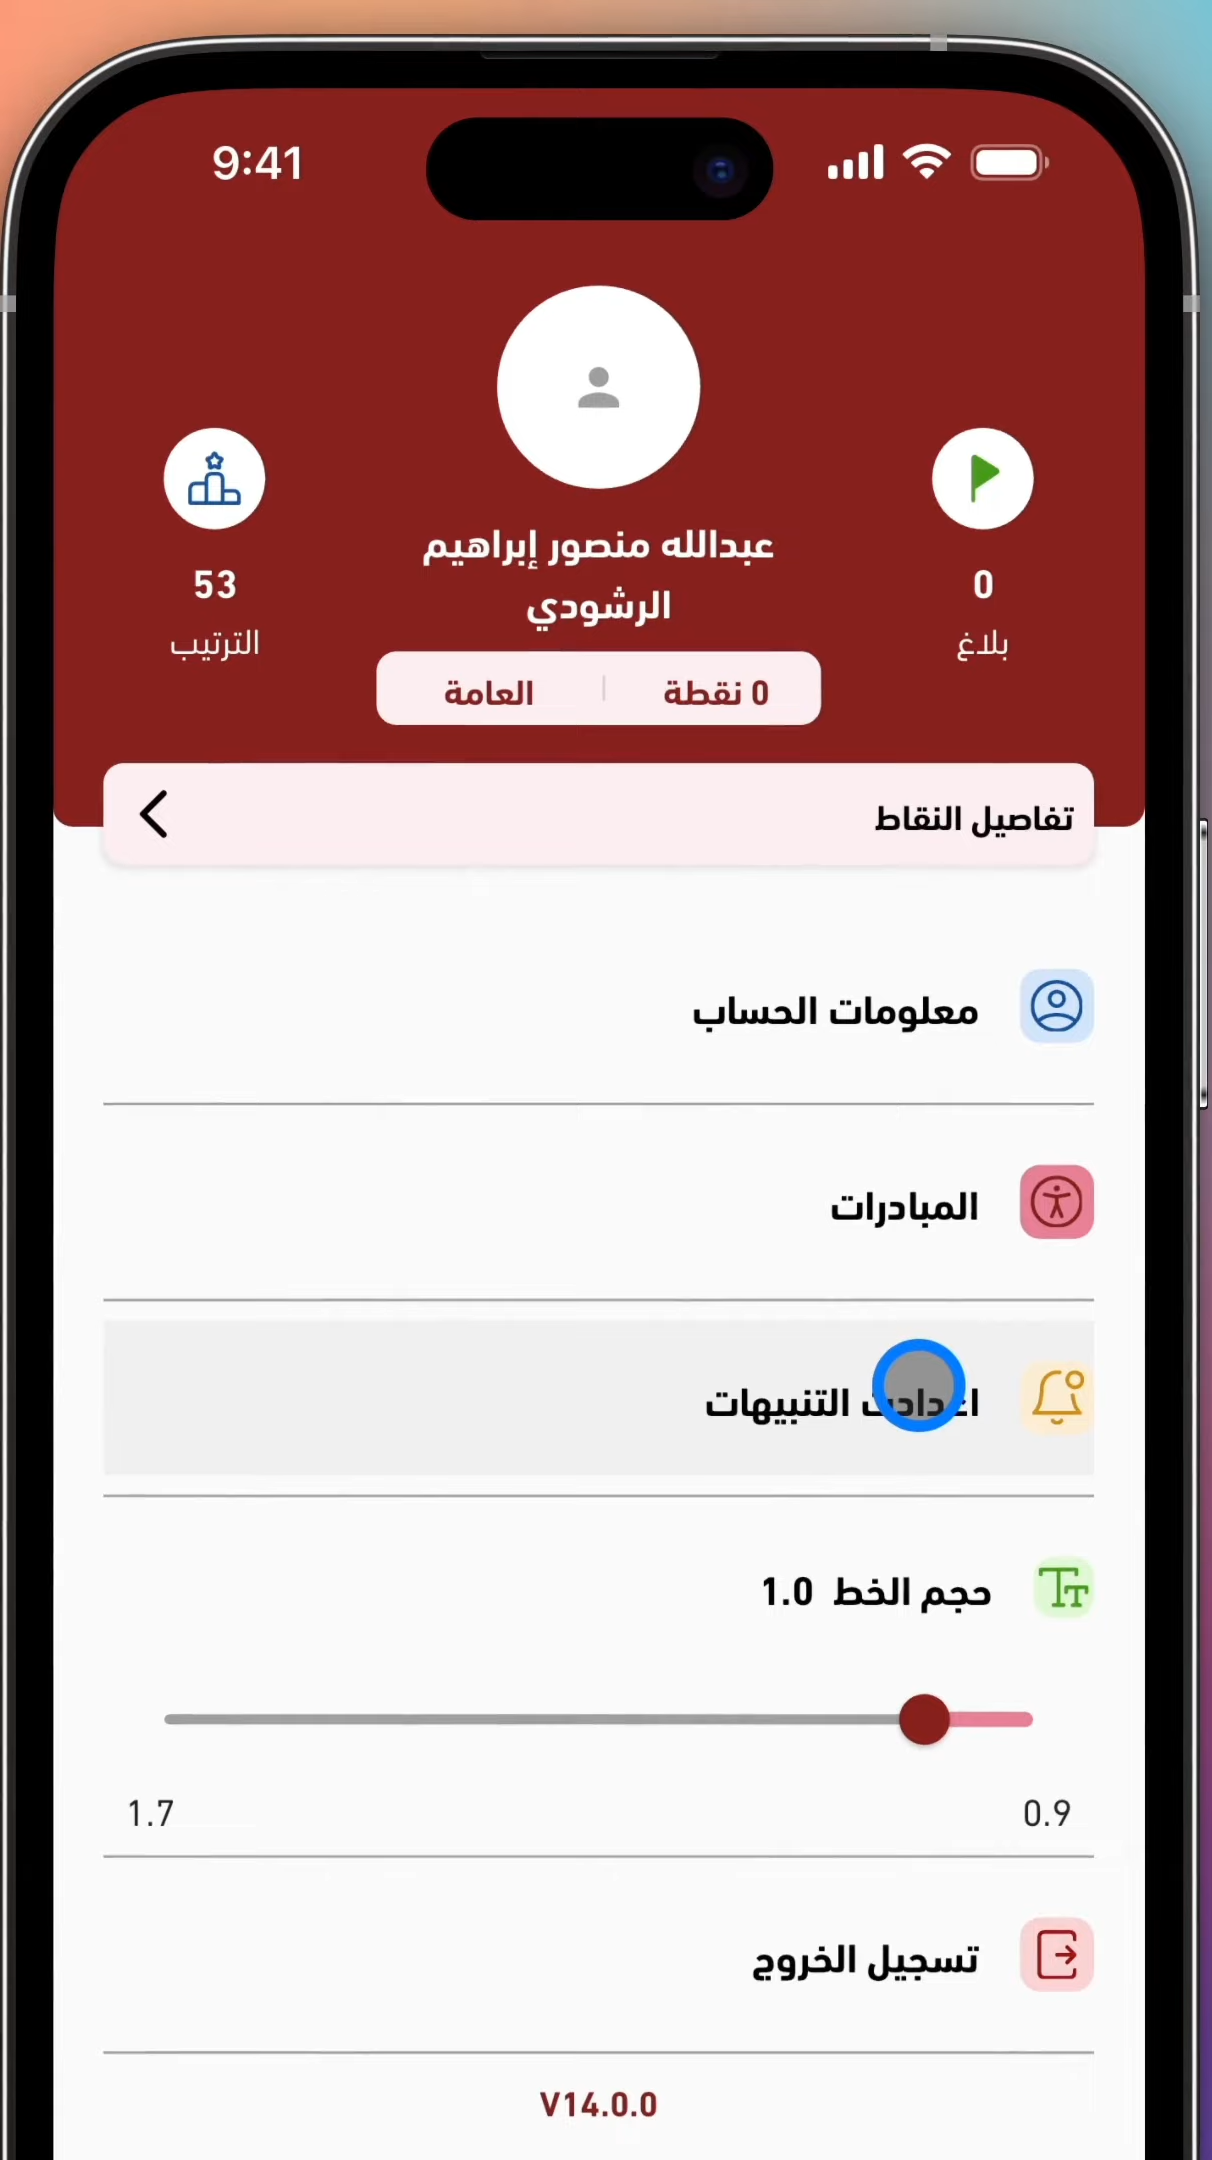 9:41
عبدالله منصور إبراهيم
الرشودي
0
بلاغ
53
الترتيب
0 نقطة | العامة
تفاصيل النقاط
معلومات الحساب
المبادرات
اعدادت التنبيهات
حجم الخط 1.0
0.9
1.7
تسجيل الخروج
V14.0.0